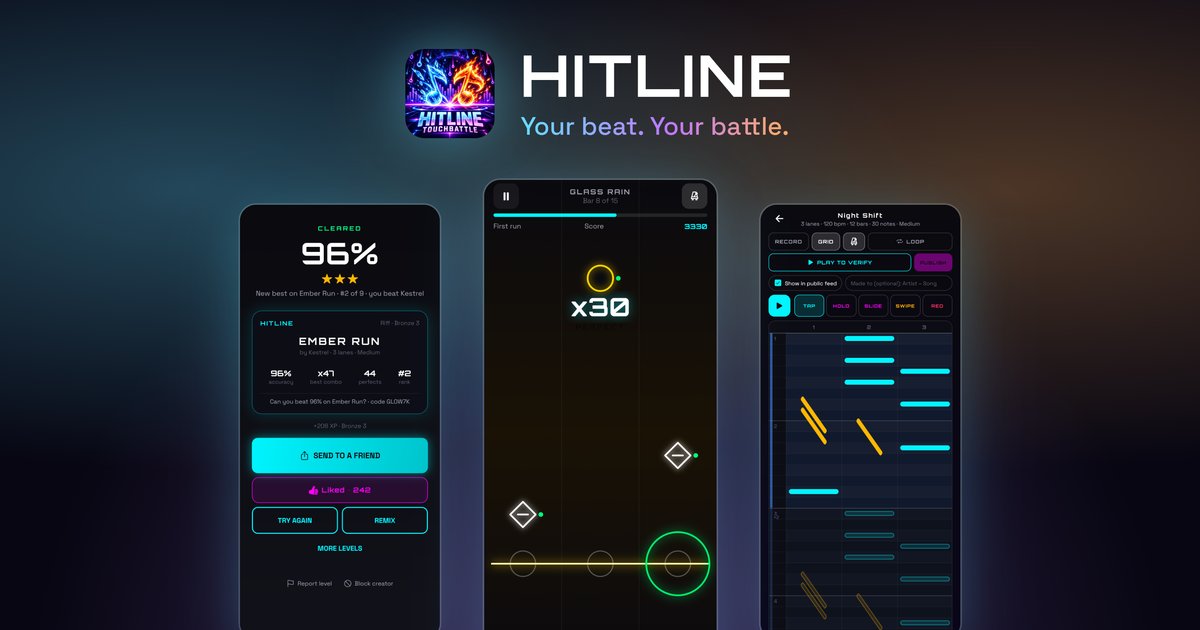 HITLINE
TOUCHBATTLE
HITLINE
Your beat. Your battle.
CLEARED
96%
New best on Ember Run · #2 of 9 · you beat Kestrel
HITLINE
Riff · Bronze 3
EMBER RUN
by Kestrel · 3 lanes · Medium
96% x47 44 #2
accuracy best combo perfects rank
Can you beat 96% on Ember Run? · code GLOW7K
+208 XP · Bronze 3
SEND TO A FRIEND
Liked · 242
TRY AGAIN
REMIX
MORE LEVELS
Report level
Block creator
GLASS RAIN
Bar 8 of 15
First run
Score
3330
x30
PERFECT
Night Shift
3 lanes · 120 bpm · 12 bars · 30 notes · Medium
RECORD
GRID
LOOP
PLAY TO VERIFY
PUBLISH
Show in public feed
Made to (optional): Artist – Song
TAP
HOLD
SLIDE
SWIPE
RED
1 2 3
1
2
3
4